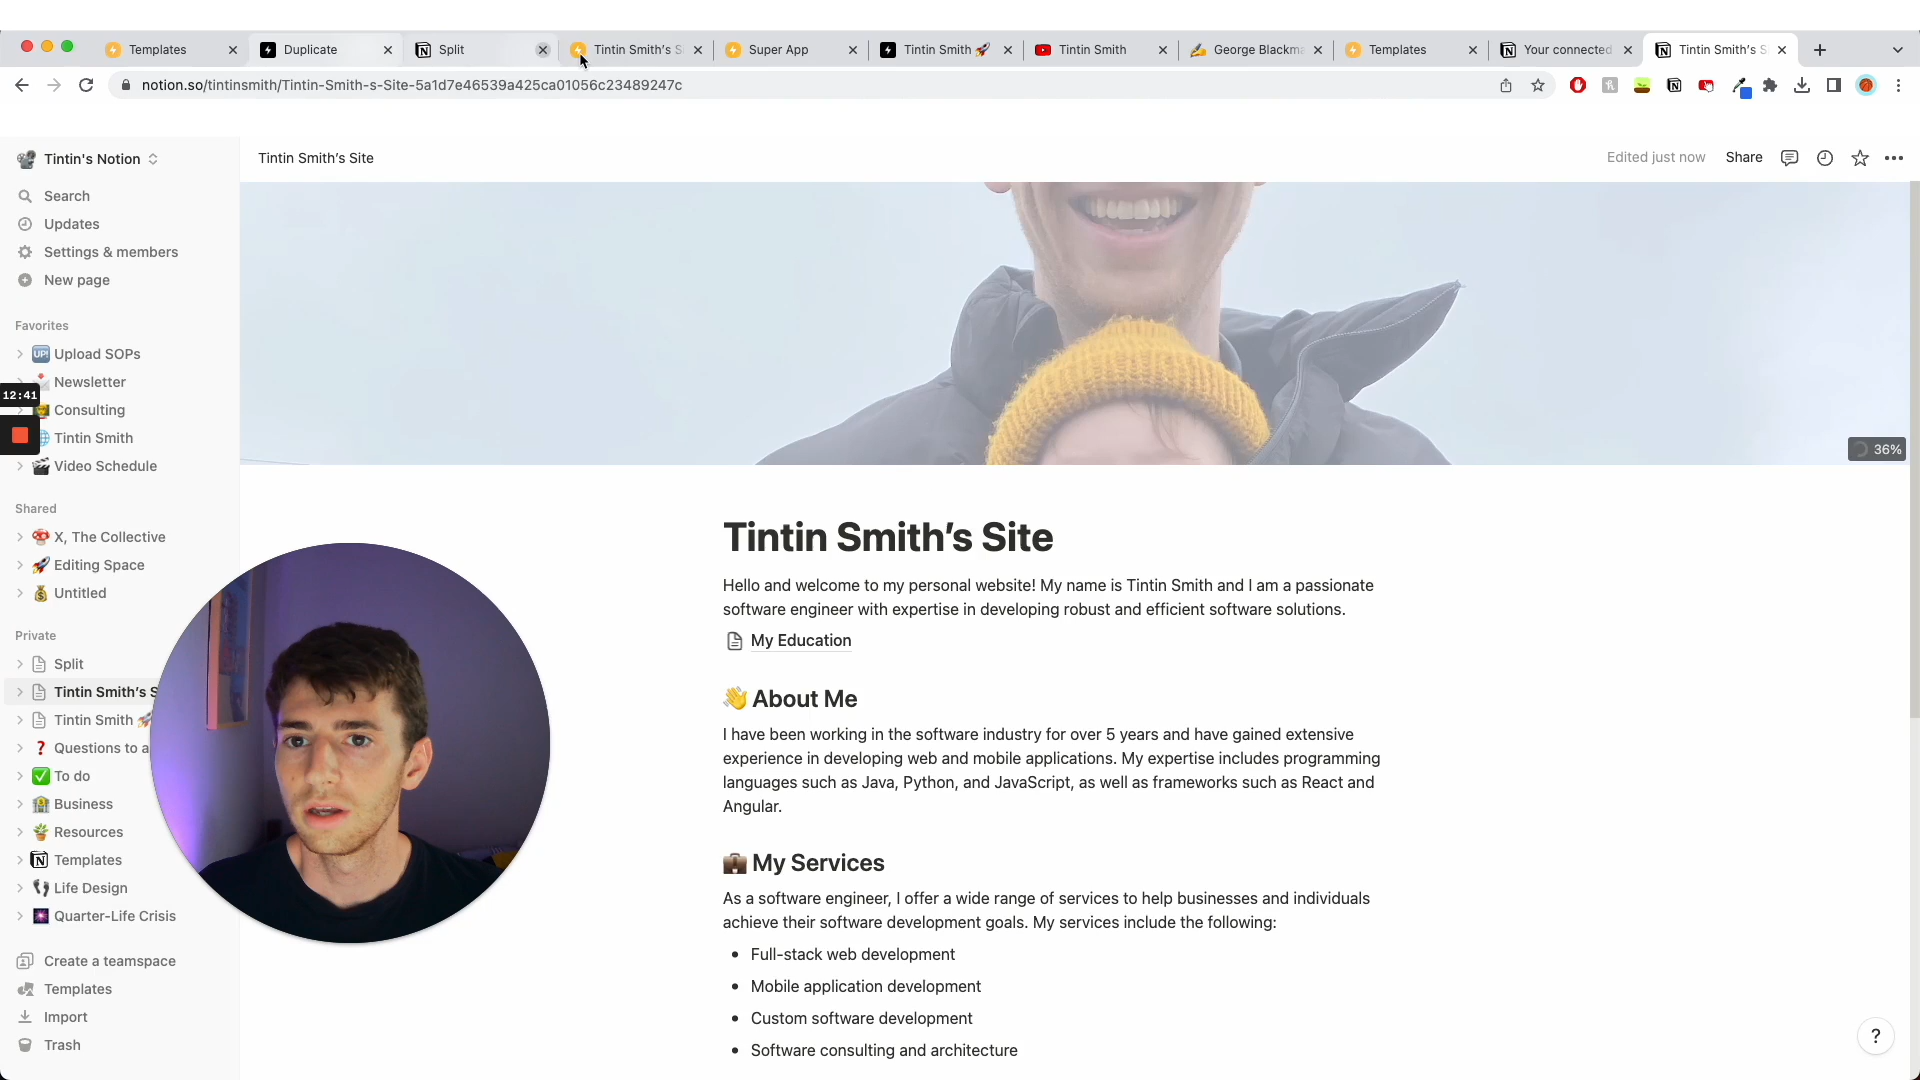 Templates
Duplicate
Split
Tintin Smith's S
Super App
Tintin Smith 🚀
Tintin Smith
George Blackma
Templates
Your connected
Tintin Smith's S
notion.so/tintinsmith/Tintin-Smith-s-Site-5a1d7e46539a425ca01056c23489247c
Tintin's Notion
Tintin Smith's Site
Edited just now
Share
Search
Updates
Settings & members
New page
Favorites
Upload SOPs
Newsletter
12:41
Consulting
Tintin Smith
Video Schedule
36%
Shared
X, The Collective
Editing Space
Untitled
Private
Split
Tintin Smith's S
Tintin Smith 🚀
Questions to a
To do
Business
Resources
Templates
Life Design
Quarter-Life Crisis
Create a teamspace
Templates
Import
Trash
Tintin Smith's Site
Hello and welcome to my personal website! My name is Tintin Smith and I am a passionate
software engineer with expertise in developing robust and efficient software solutions.
My Education
👋 About Me
I have been working in the software industry for over 5 years and have gained extensive
experience in developing web and mobile applications. My expertise includes programming
languages such as Java, Python, and JavaScript, as well as frameworks such as React and
Angular.
💼 My Services
As a software engineer, I offer a wide range of services to help businesses and individuals
achieve their software development goals. My services include the following:
• Full-stack web development
• Mobile application development
• Custom software development
• Software consulting and architecture
?